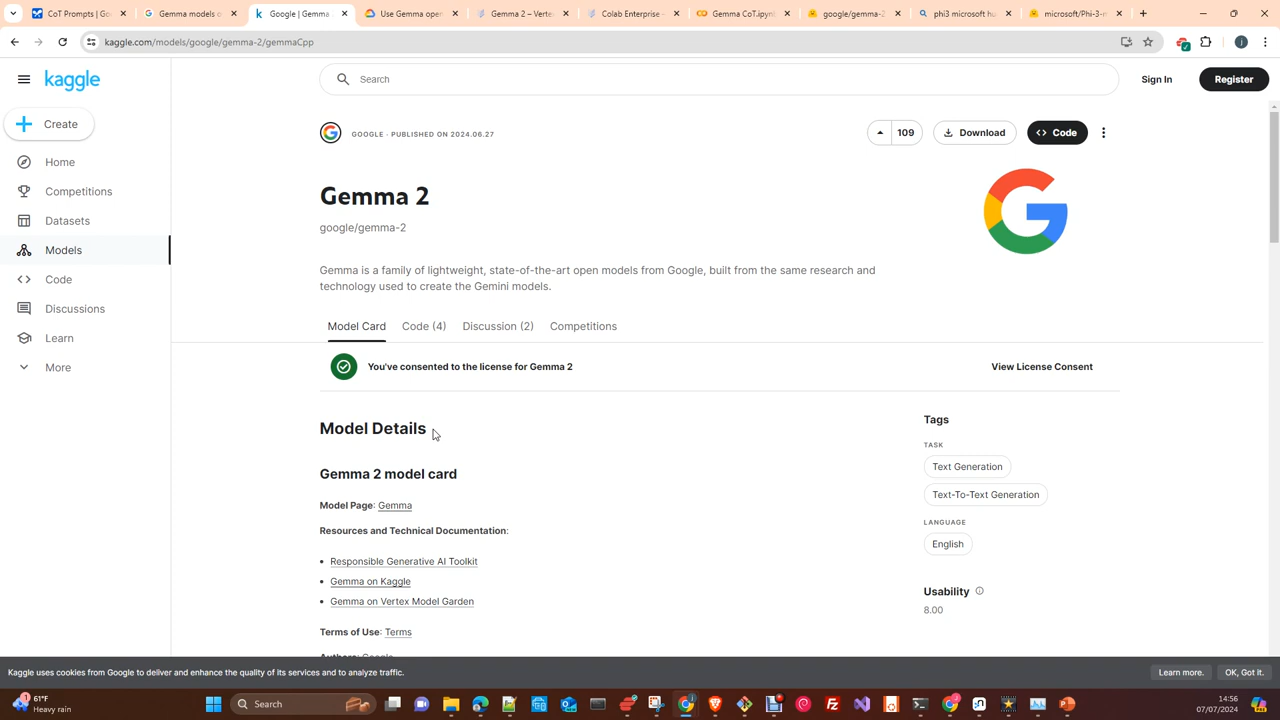 CoT Prompts | Go
Gemma models o
Google | Gemma
Use Gemma open
Gemma 2 – Verte
Colab Enterprise –
Gemma CoT.ipynb
google/gemma-2
phi3 microsoft hu
microsoft/Phi-3-m
kaggle.com/models/google/gemma-2/gemmaCpp
kaggle
Search
Sign In
Register
Create
Home
Competitions
Datasets
Models
Code
Discussions
Learn
More
GOOGLE · PUBLISHED ON 2024.06.27
109
Download
<> Code
Gemma 2
google/gemma-2
Gemma is a family of lightweight, state-of-the-art open models from Google, built from the same research and
technology used to create the Gemini models.
Model Card
Code (4)
Discussion (2)
Competitions
You've consented to the license for Gemma 2
View License Consent
Model Details
Gemma 2 model card
Model Page: Gemma
Resources and Technical Documentation:
• Responsible Generative AI Toolkit
• Gemma on Kaggle
• Gemma on Vertex Model Garden
Terms of Use: Terms
Authors: Google
Tags
TASK
Text Generation
Text-To-Text Generation
LANGUAGE
English
Usability
8.00
Kaggle uses cookies from Google to deliver and enhance the quality of its services and to analyze traffic.
Learn more.
OK, Got it.
61°F
Heavy rain
Search
14:56
07/07/2024